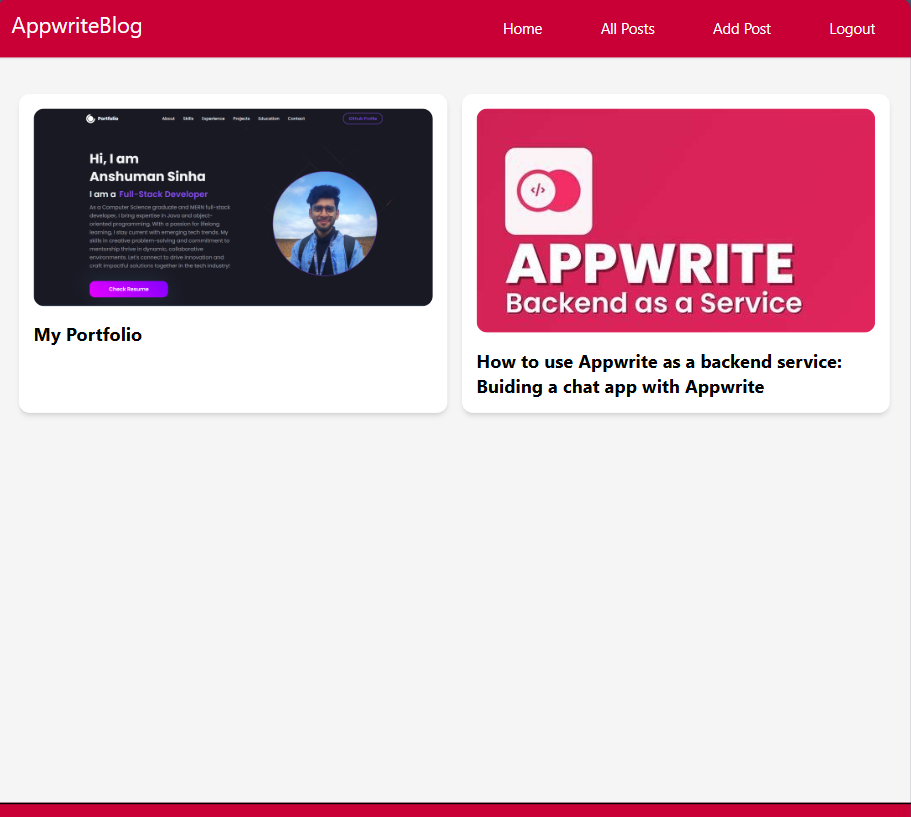 AppwriteBlog
Home
All Posts
Add Post
Logout
Portfolio
About
Skills
Experience
Projects
Education
Contact
Github Profile
Hi, I am
Anshuman Sinha
I am a Full-Stack Developer
As a Computer Science graduate and MERN full-stack
developer, I bring expertise in Java and object-
oriented programming. With a passion for lifelong
learning, I stay current with emerging tech trends. My
skills in creative problem-solving and commitment to
mentorship thrive in dynamic, collaborative
environments. Let's connect to drive innovation and
craft impactful solutions together in the tech industry!
Check Resume
My Portfolio
</>
APPWRITE
Backend as a Service
How to use Appwrite as a backend service:
Buiding a chat app with Appwrite